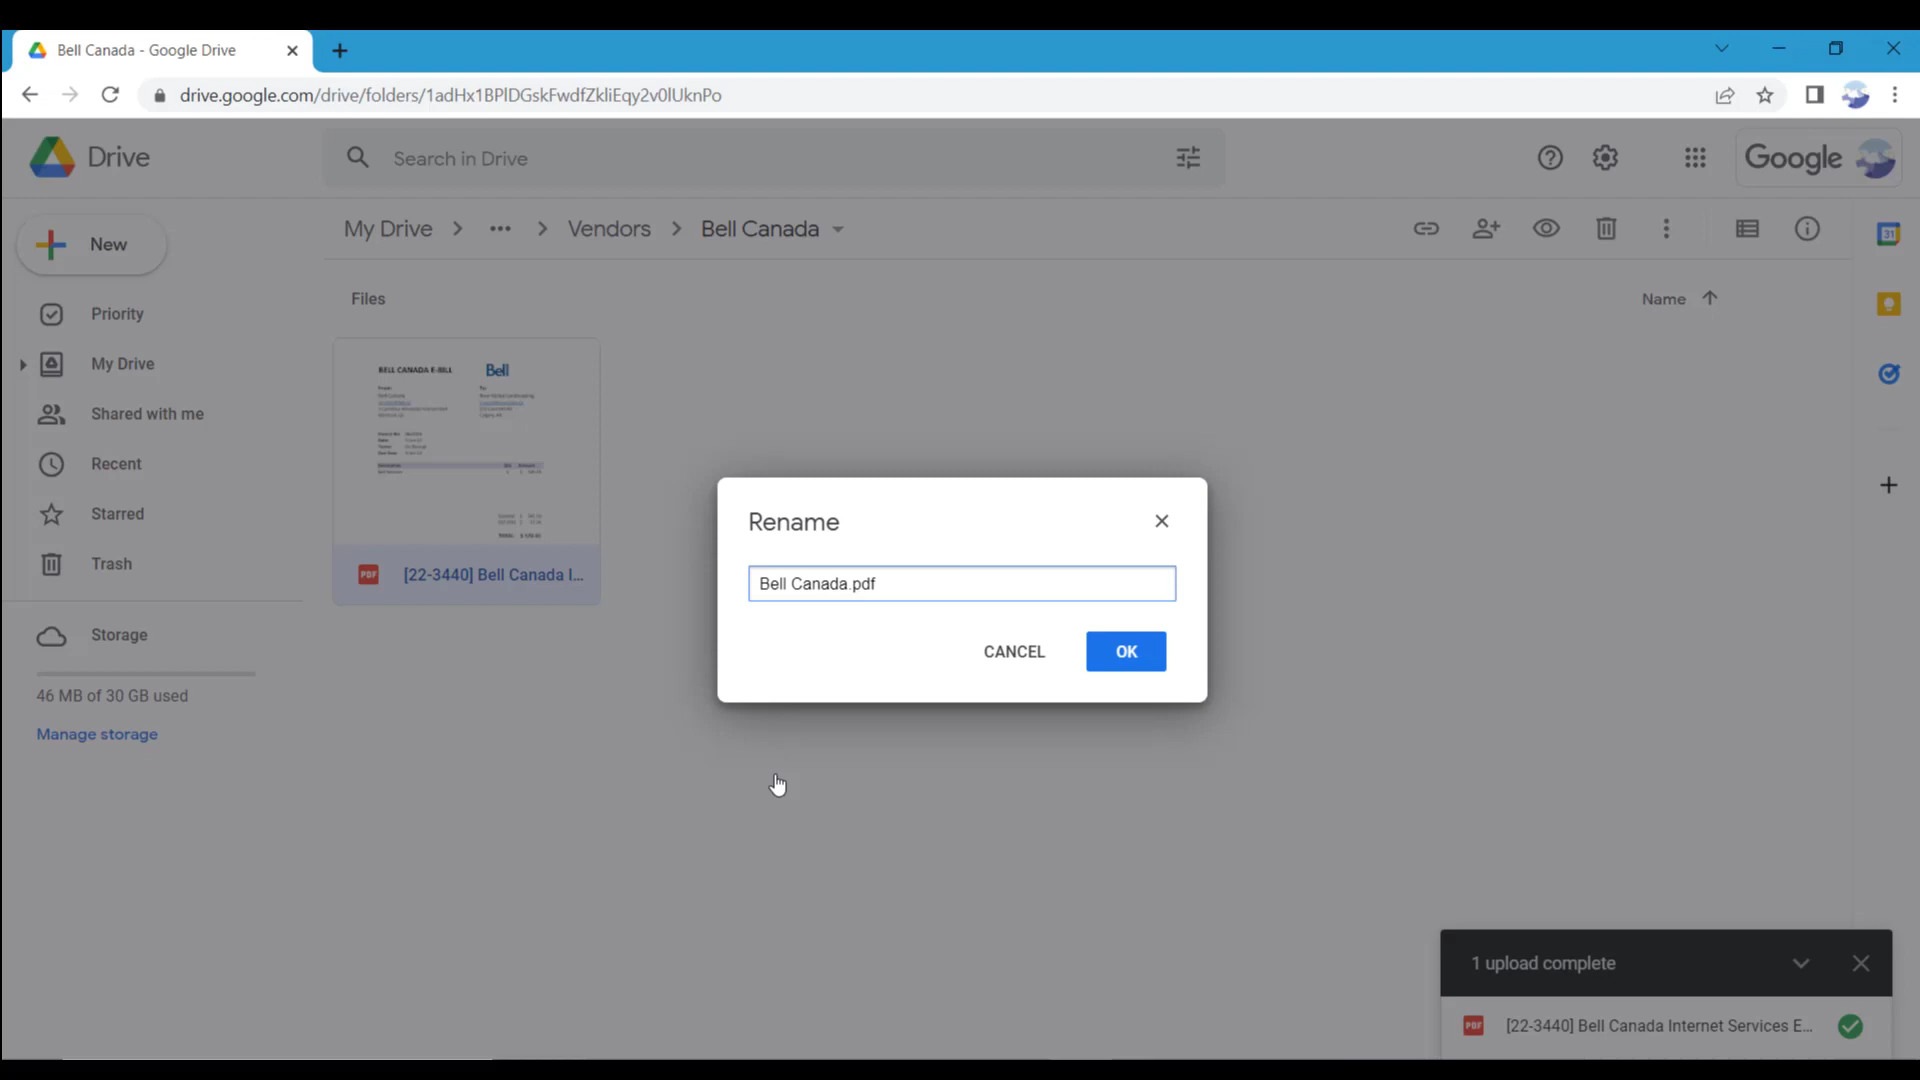 Bell Canada - Google Drive
drive.google.com/drive/folders/1adHx1BPlDGskFwdfZkliEqy2v0lUknPo
Drive
Search in Drive
Google
New
My Drive > ... > Vendors > Bell Canada
Files
Name
Priority
My Drive
Shared with me
Recent
Starred
Trash
Storage
46 MB of 30 GB used
Manage storage
BELL CANADA E-BILL
Bell
PDF [22-3440] Bell Canada I...
Rename
Bell Canada.pdf
CANCEL
OK
31
1 upload complete
PDF [22-3440] Bell Canada Internet Services E...